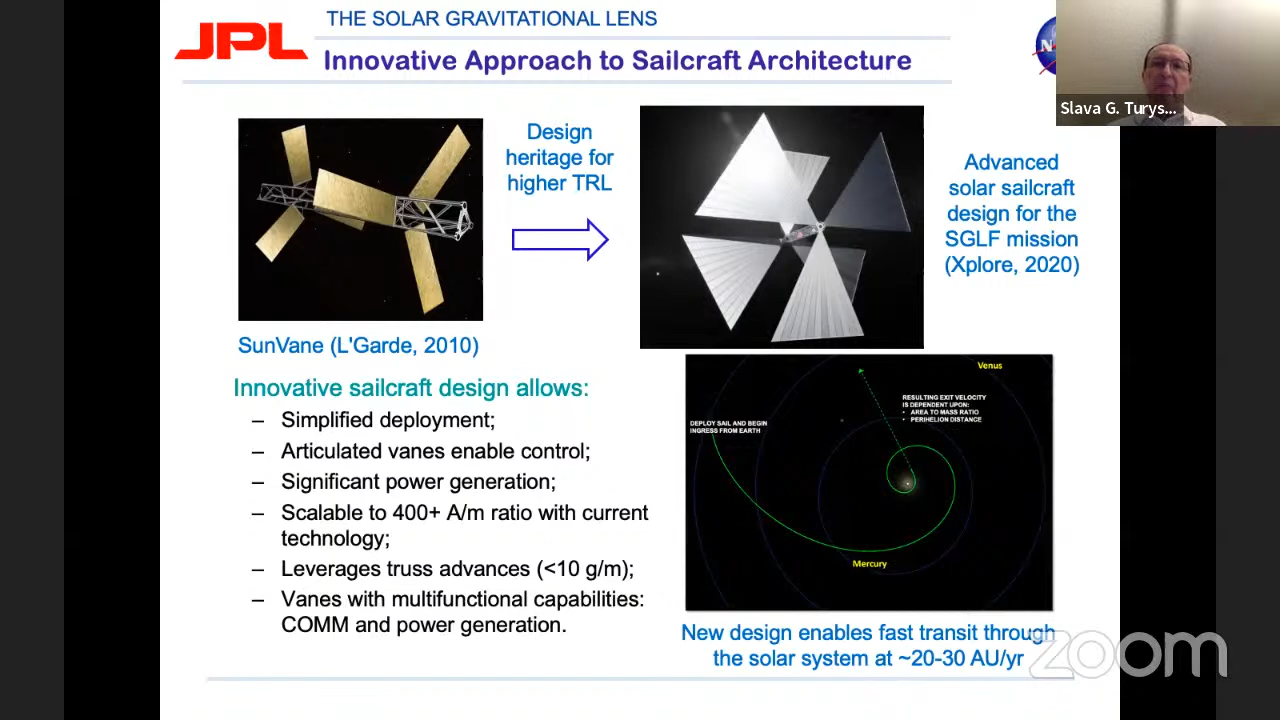 THE SOLAR GRAVITATIONAL LENS
JPL
Innovative Approach to Sailcraft Architecture
Slava G. Turys...
Design
heritage for
higher TRL
Advanced
solar sailcraft
design for the
SGLF mission
(Xplore, 2020)
SunVane (L'Garde, 2010)
Innovative sailcraft design allows:
– Simplified deployment;
– Articulated vanes enable control;
– Significant power generation;
– Scalable to 400+ A/m ratio with current
technology;
– Leverages truss advances (<10 g/m);
– Vanes with multifunctional capabilities:
COMM and power generation.
Venus
RESULTING EXIT VELOCITY
IS DEPENDENT UPON:
• AREA TO MASS RATIO
• PERIHELION DISTANCE
DEPLOY SAIL AND BEGIN
INGRESS FROM EARTH
Mercury
New design enables fast transit through
the solar system at ~20-30 AU/yr
zoom